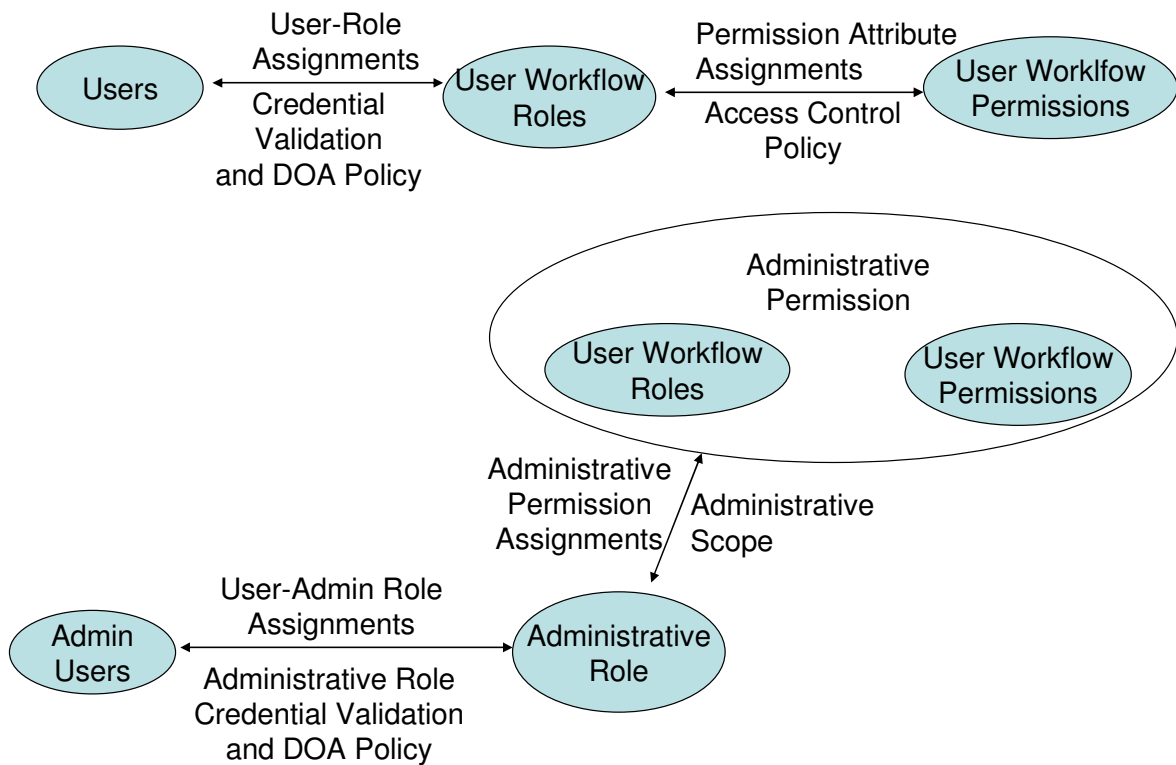 User-Role
Assignments
Users
Credential
Validation
and DOA Policy
User Workflow
Roles
Permission Attribute
Assignments
Access Control
Policy
User Worklfow
Permissions
Administrative
Permission
User Workflow
Roles
User Workflow
Permissions
Administrative
Permission
Assignments
Administrative
Scope
User-Admin Role
Assignments
Admin
Users
Administrative Role
Credential Validation
and DOA Policy
Administrative
Role